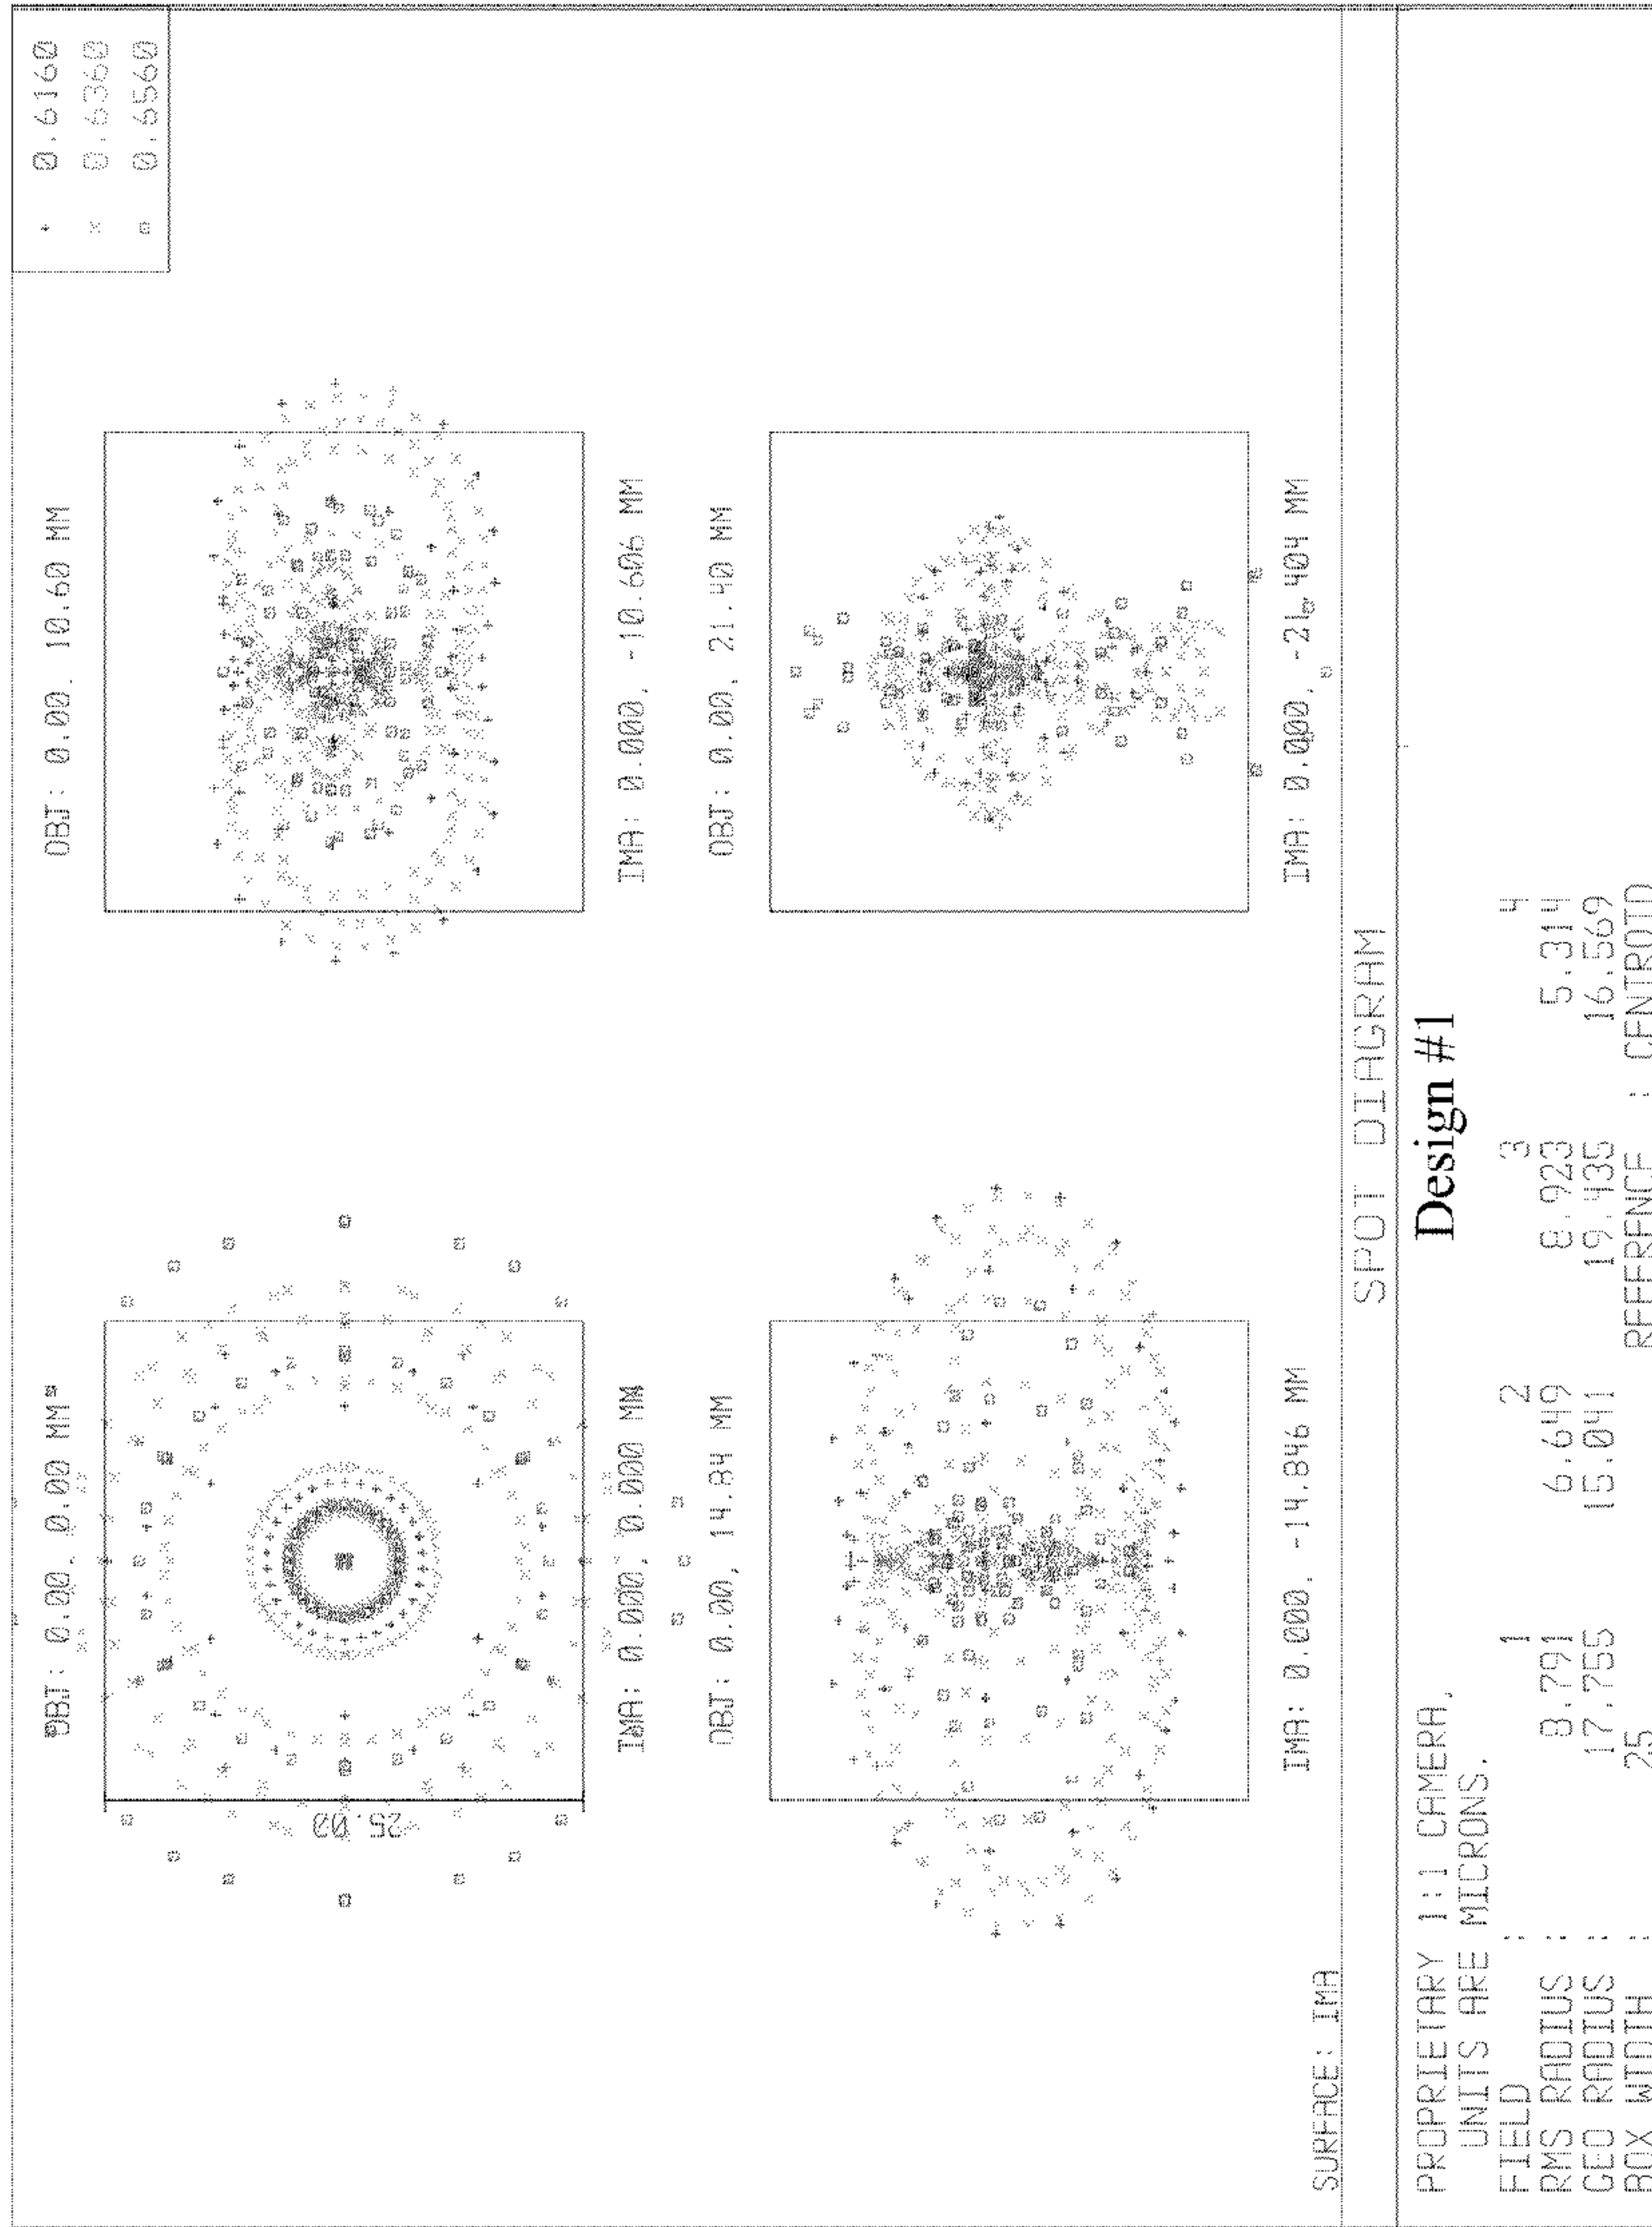 + 0.6160
x 0.6360
0.6560
OBJ: 0.00, 0.00 MM
OBJ: 0.00, 10.60 MM
25.00
IMA: 0.000, 0.000 MM
IMA: 0.000, -10.606 MM
OBJ: 0.00, 14.84 MM
OBJ: 0.00, 21.40 MM
IMA: 0.000, -14.846 MM
IMA: 0.000, -21.404 MM
SURFACE: IMA
SPOT DIAGRAM
Design #1
PROPRIETARY 1:1 CAMERA.
UNITS ARE MICRONS.
FIELD : 1 2 3 4
RMS RADIUS : 8.791 6.649 8.923 5.314
GEO RADIUS : 17.755 15.041 19.435 16.569
BOX WIDTH : 25 REFERENCE : CENTROID